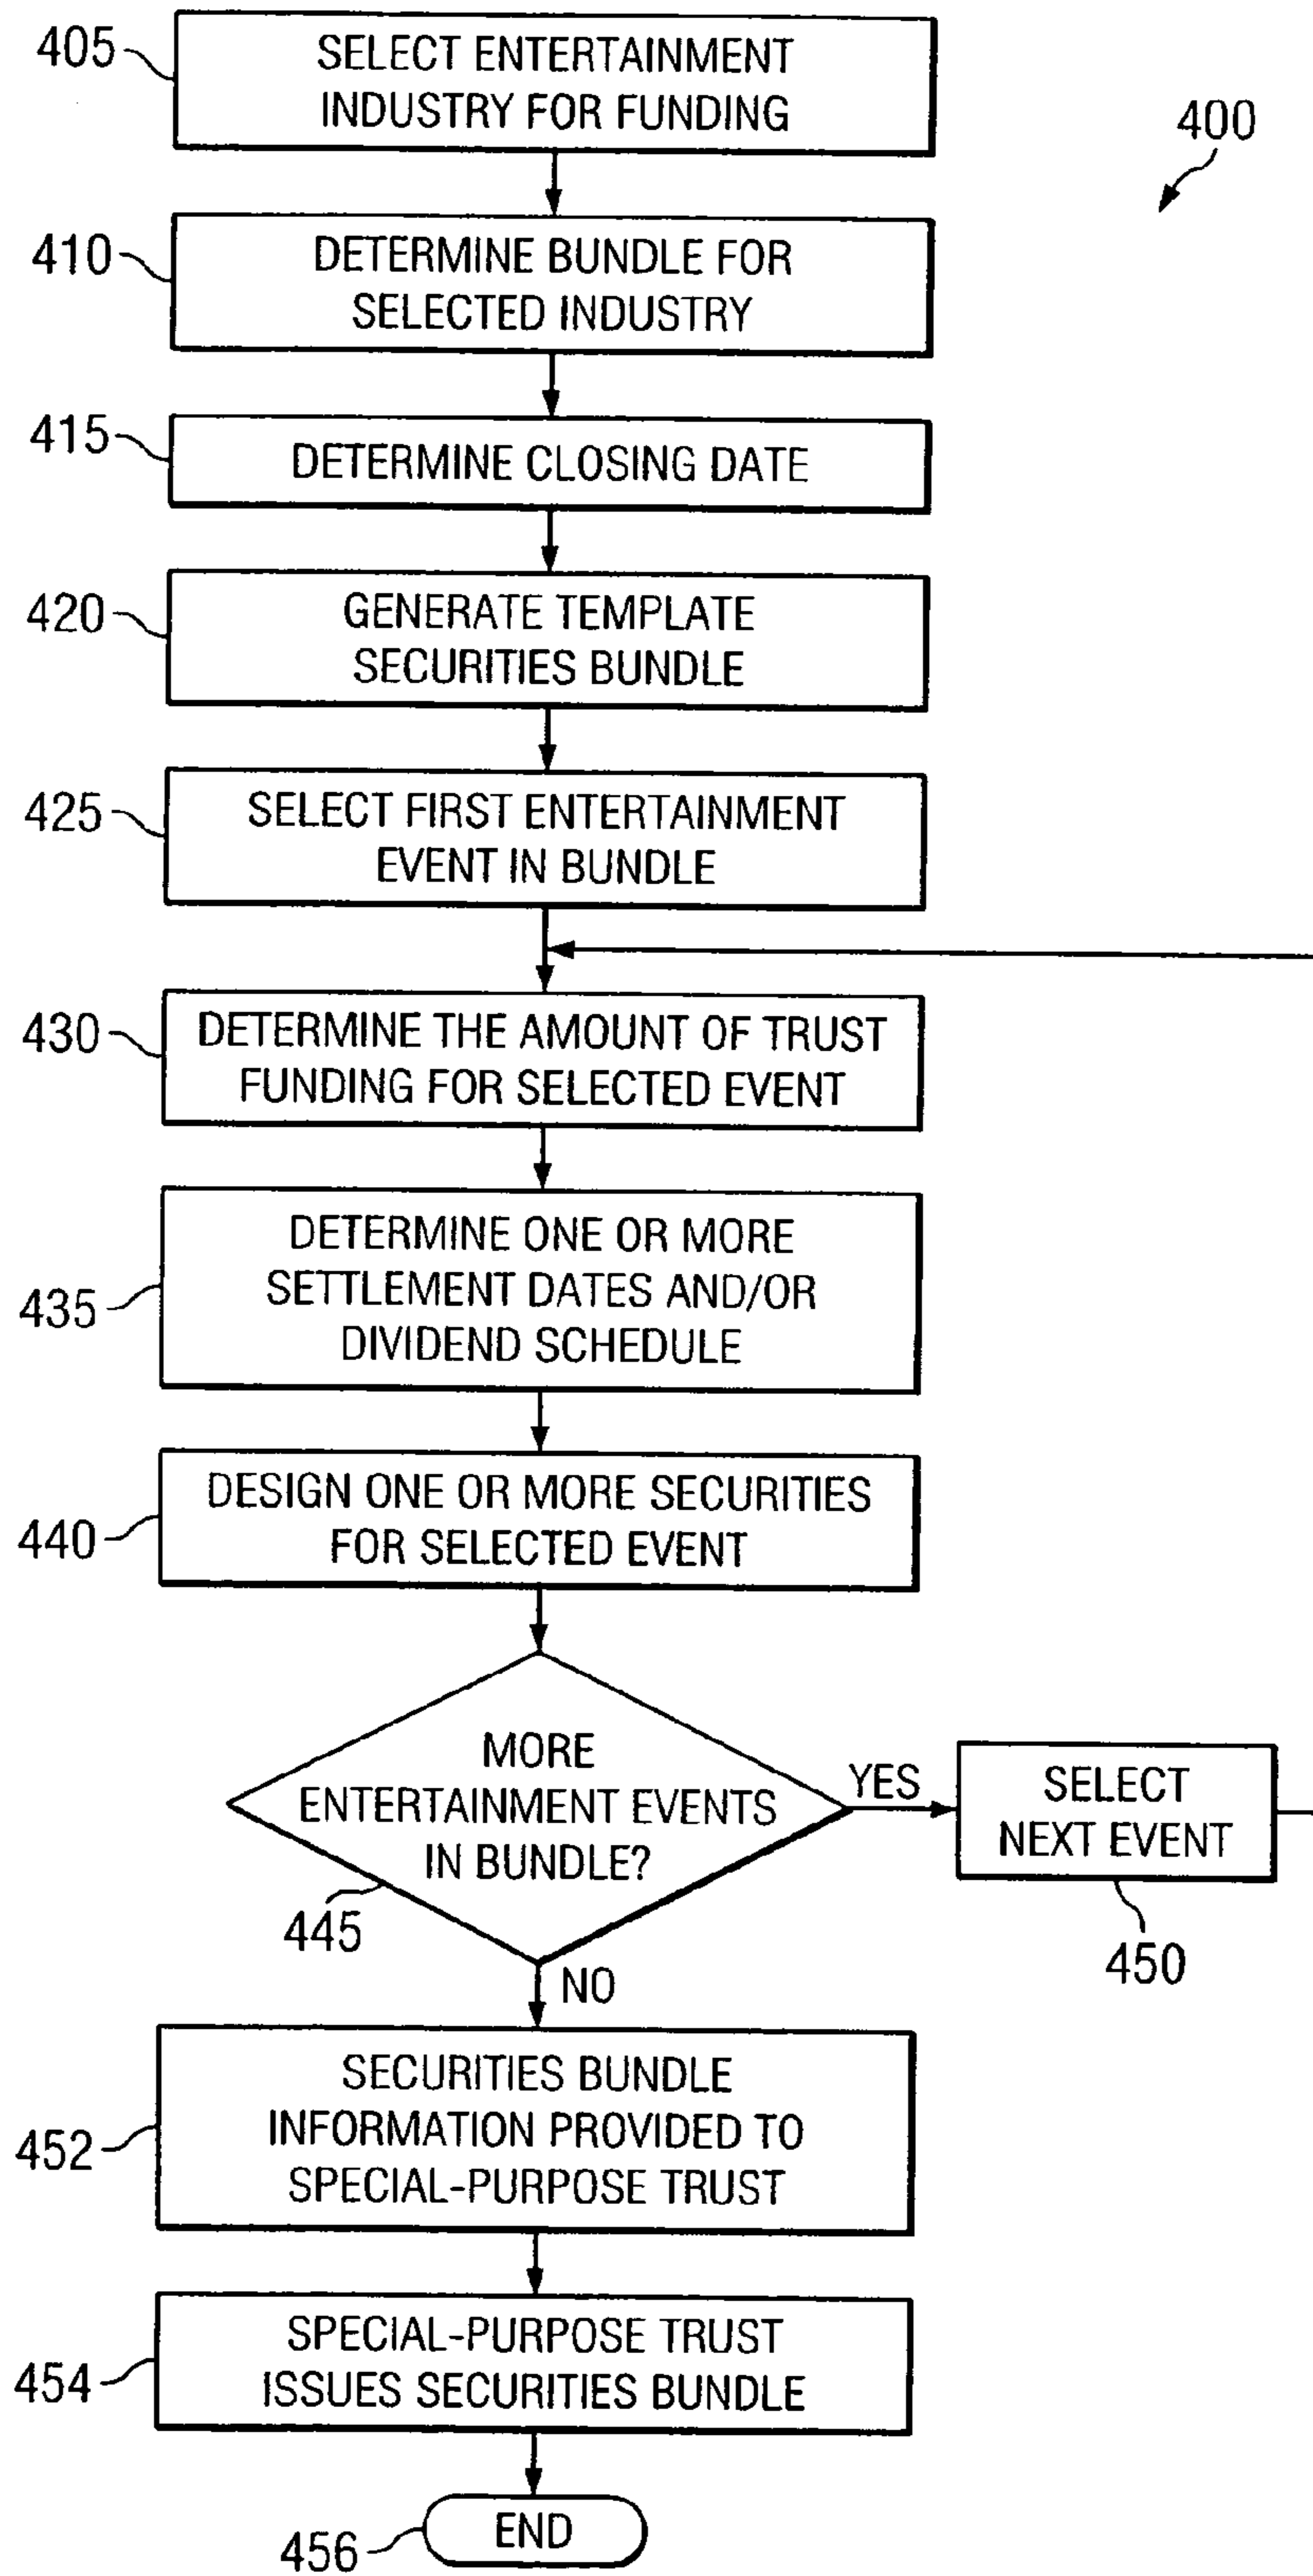 405
SELECT ENTERTAINMENT
INDUSTRY FOR FUNDING
400
410
DETERMINE BUNDLE FOR
SELECTED INDUSTRY
415
DETERMINE CLOSING DATE
420
GENERATE TEMPLATE
SECURITIES BUNDLE
425
SELECT FIRST ENTERTAINMENT
EVENT IN BUNDLE
430
DETERMINE THE AMOUNT OF TRUST
FUNDING FOR SELECTED EVENT
435
DETERMINE ONE OR MORE
SETTLEMENT DATES AND/OR
DIVIDEND SCHEDULE
440
DESIGN ONE OR MORE SECURITIES
FOR SELECTED EVENT
MORE
ENTERTAINMENT EVENTS
IN BUNDLE?
445
YES
SELECT
NEXT EVENT
450
NO
452
SECURITIES BUNDLE
INFORMATION PROVIDED TO
SPECIAL-PURPOSE TRUST
454
SPECIAL-PURPOSE TRUST
ISSUES SECURITIES BUNDLE
456
END